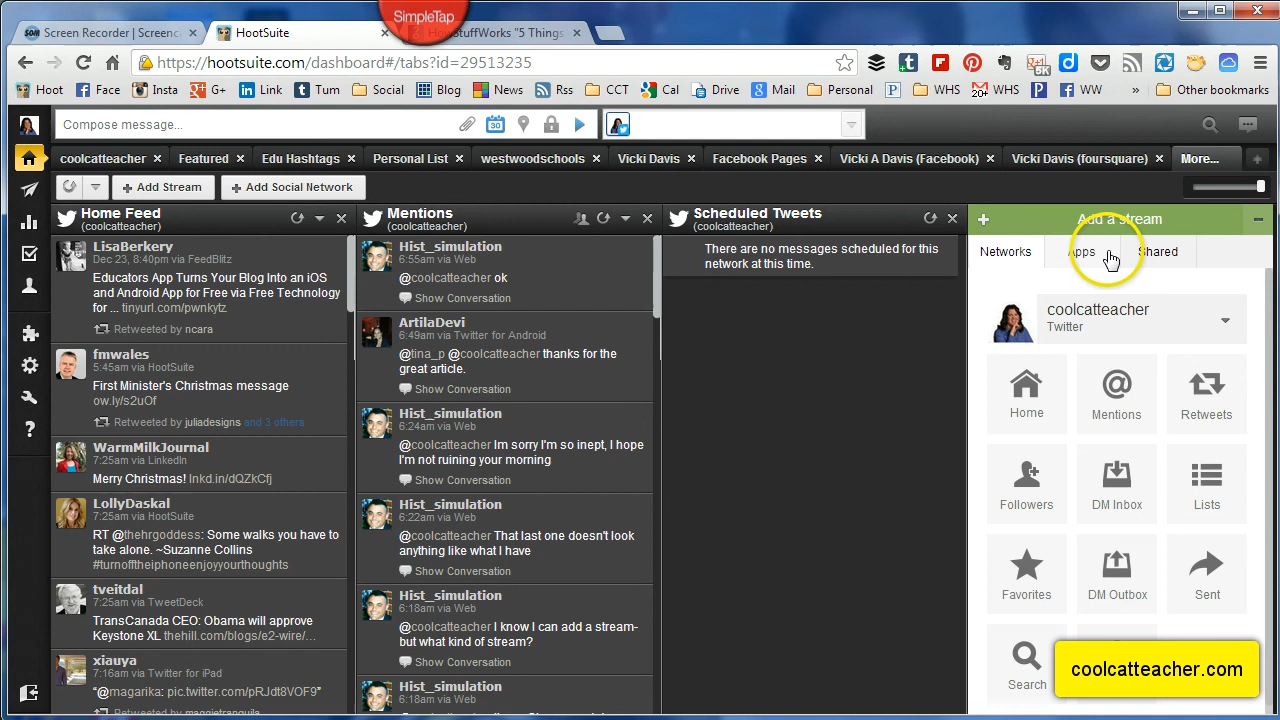 SimpleTap
Screen Recorder | Screenc
HootSuite
HowStuffWorks "5 Things
https://hootsuite.com/dashboard#/tabs?id=29513235
5K
Hoot
Face
Insta
G+
Link
Tum
Social
Blog
News
Rss
CCT
Cal
Drive
Mail
Personal
WHS
20+ WHS
WW
»
Other bookmarks
Compose message...
30
coolcatteacher
Featured
Edu Hashtags
Personal List
westwoodschools
Vicki Davis
Facebook Pages
Vicki A Davis (Facebook)
Vicki Davis (foursquare)
More...
Add Stream
Add Social Network
Home Feed
(coolcatteacher)
LisaBerkery
Dec 23, 8:40pm via FeedBlitz
Educators App Turns Your Blog Into an iOS
and Android App for Free via Free Technology
for ... tinyurl.com/pwnkytz
Retweeted by ncara
fmwales
5:45am via HootSuite
First Minister's Christmas message
ow.ly/s2uOf
Retweeted by juliadesigns and 3 others
WarmMilkJournal
7:25am via LinkedIn
Merry Christmas! lnkd.in/dQZkCfj
LollyDaskal
7:25am via HootSuite
RT @thehrgoddess: Some walks you have to
take alone. ~Suzanne Collins
#turnofftheiphoneenjoyyourthoughts
tveitdal
7:25am via TweetDeck
TransCanada CEO: Obama will approve
Keystone XL thehill.com/blogs/e2-wire/…
xiauya
7:16am via Twitter for iPad
“@magarika: pic.twitter.com/pRJdt8VOF9”
Retweeted by maggietranquila
Mentions
(coolcatteacher)
Hist_simulation
6:55am via Web
@coolcatteacher ok
Show Conversation
ArtilaDevi
6:49am via Twitter for Android
@tina_p @coolcatteacher thanks for the
great article.
Show Conversation
Hist_simulation
6:24am via Web
@coolcatteacher Im sorry I'm so inept, I hope
I'm not ruining your morning
Show Conversation
Hist_simulation
6:22am via Web
@coolcatteacher That last one doesn't look
anything like what I have
Show Conversation
Hist_simulation
6:18am via Web
@coolcatteacher I know I can add a stream-
but what kind of stream?
Show Conversation
Hist_simulation
6:18am via Web
Scheduled Tweets
(coolcatteacher)
There are no messages scheduled for this
network at this time.
Add a stream
Networks
Apps
Shared
coolcatteacher
Twitter
Home
Mentions
Retweets
Followers
DM Inbox
Lists
Favorites
DM Outbox
Sent
Search
coolcatteacher.com